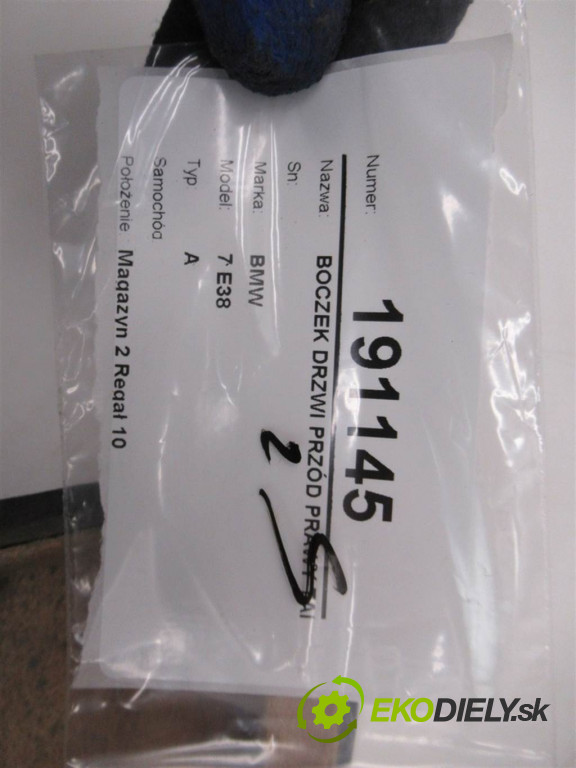 Numer: 191145
Nazwa: BOCZEK DRZWI PRZÓD PRAWY
Sn:
Marka: BMW
Model: 7 E38
Typ: A
Samochód
Położenie Magazyn 2 Regał 10
2
EKODIELY.sk